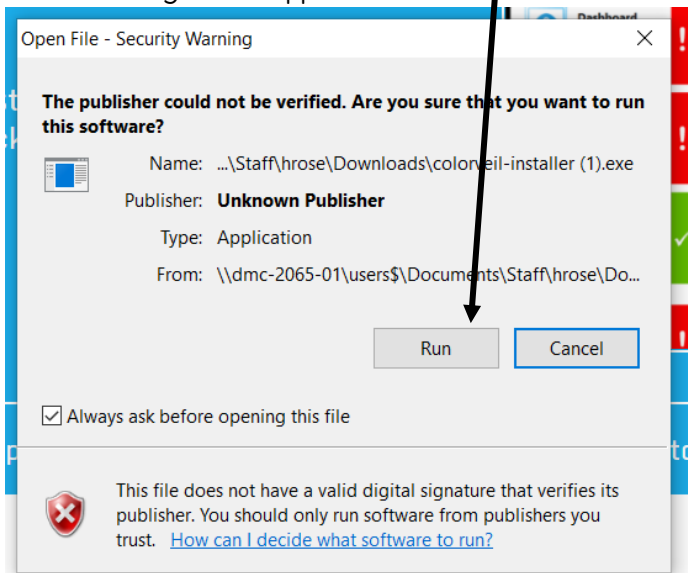 Dashboard
Open File - Security Warning
The publisher could not be verified. Are you sure that you want to run
this software?
Name: ...\Staff\hrose\Downloads\colorveil-installer (1).exe
Publisher: Unknown Publisher
Type: Application
From: \\dmc-2065-01\users$\Documents\Staff\hrose\Do...
Run Cancel
Always ask before opening this file
This file does not have a valid digital signature that verifies its
publisher. You should only run software from publishers you
trust. How can I decide what software to run?